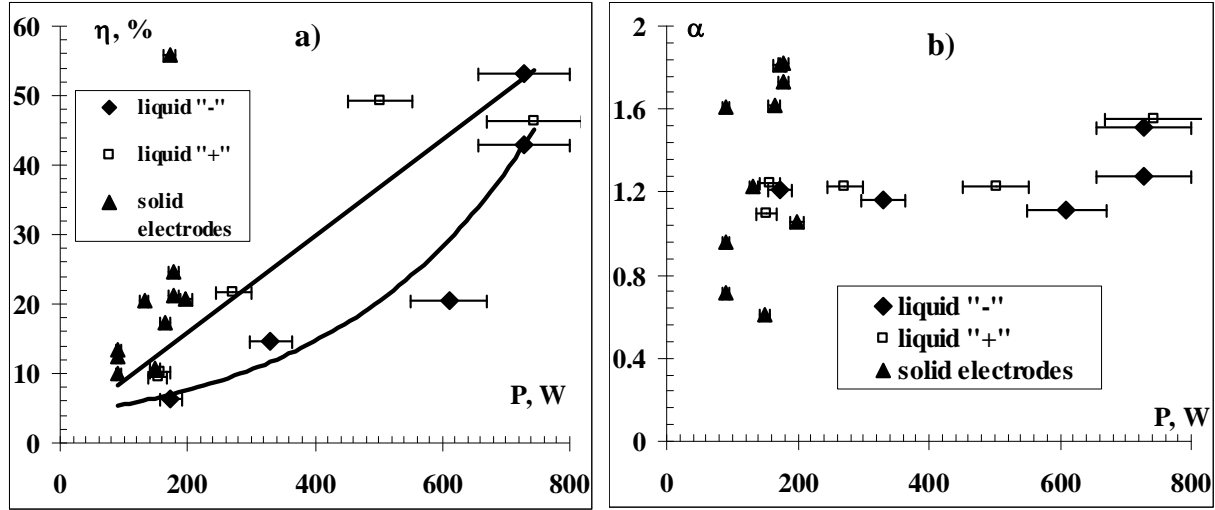 η, %
a)
60
50
40
30
20
10
0
liquid "-"
liquid "+"
solid
electrodes
P, W
0 200 400 600 800
α
b)
2
1.6
1.2
0.8
0.4
0
liquid "-"
liquid "+"
solid electrodes
P, W
0 200 400 600 800